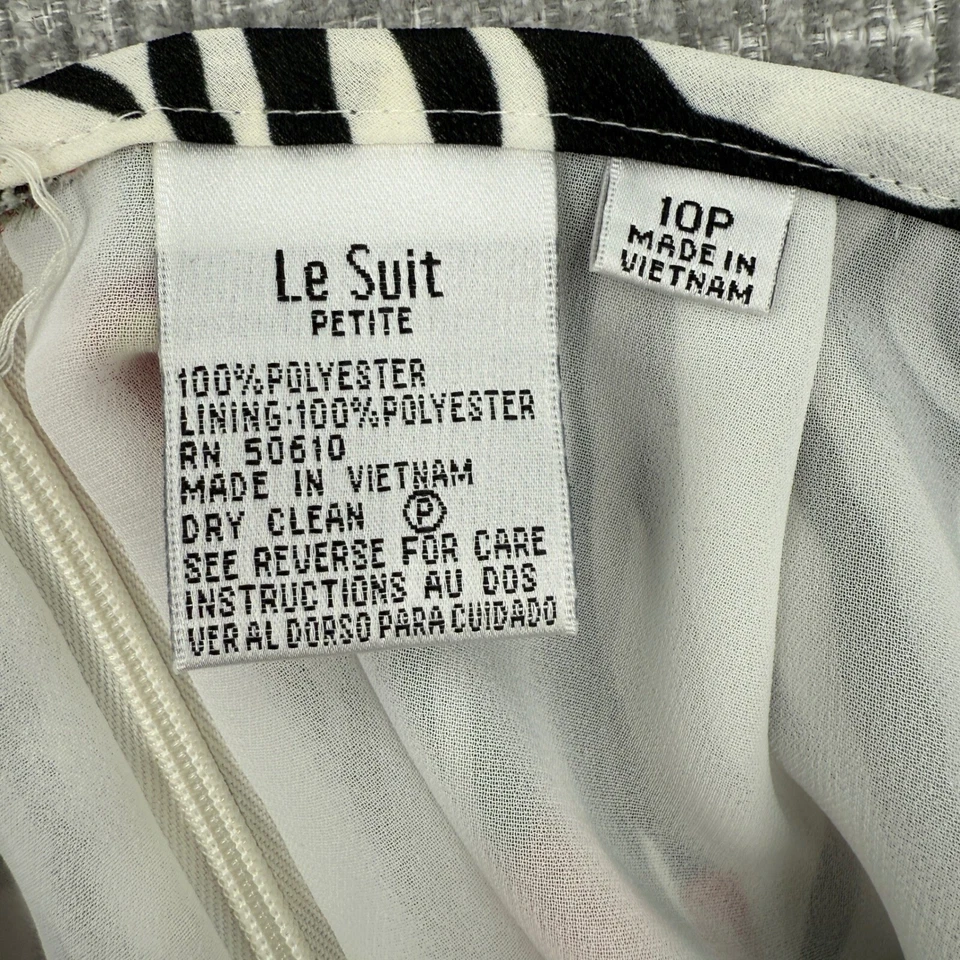 Le Suit
PETITE
100% POLYESTER
LINING:100% POLYESTER
RN 50610
MADE IN VIETNAM
DRY CLEAN Ⓟ
SEE REVERSE FOR CARE
INSTRUCTIONS AU DOS
VER AL DORSO PARA CUIDADO
10P
MADE IN
VIETNAM